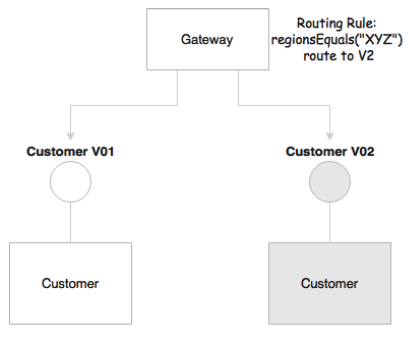 Gateway
Routing Rule:
regionsEquals("XYZ")
route to V2
Customer V01
Customer V02
Customer
Customer